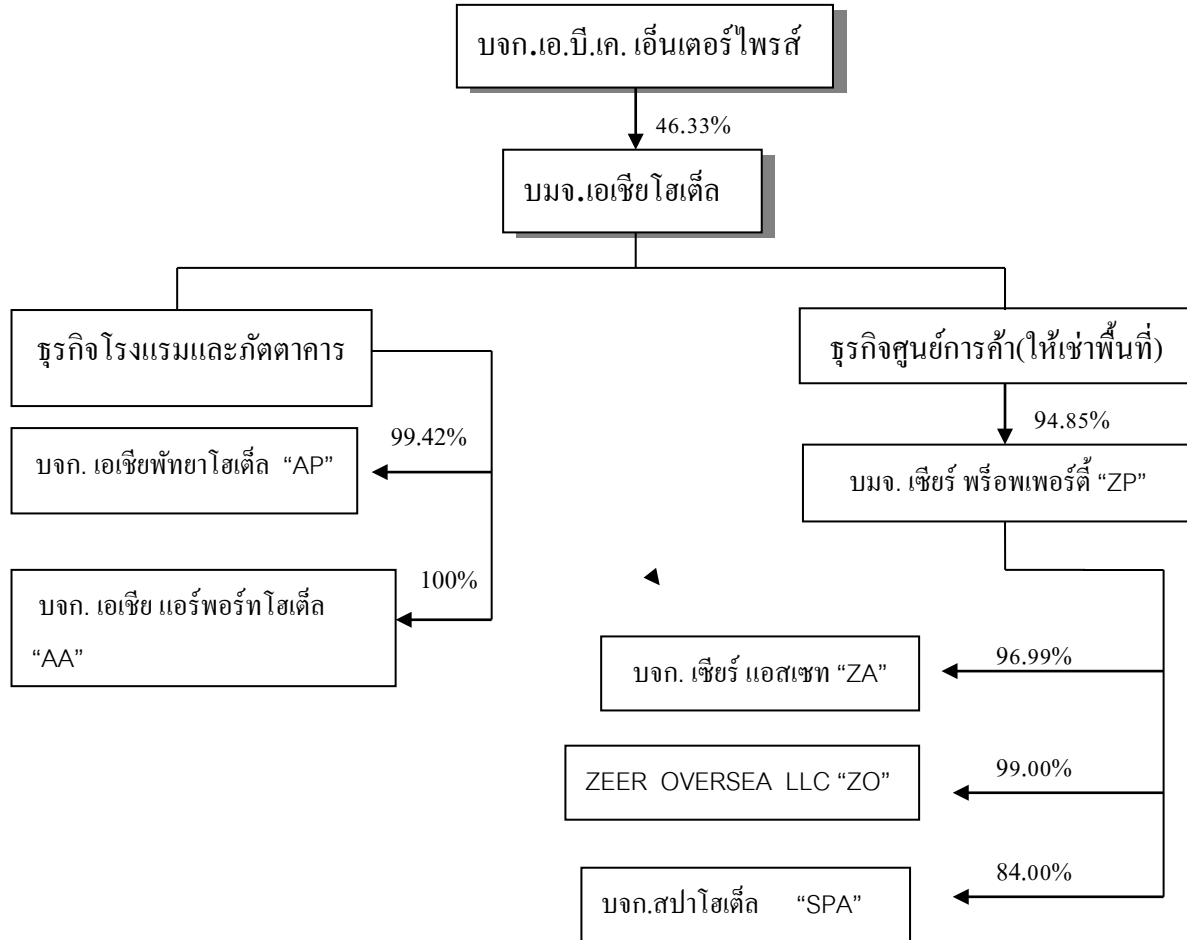 บจก.เอ.บี.เค. เอ็นเตอร์ไพรส์
46.33%
บมจ.เอเชียโฮเต็ล
ธุรกิจโรงแรมและภัตตาคาร
ธุรกิจศูนย์การค้า(ให้เช่าพื้นที่)
99.42%
94.85%
บจก. เอเชียพัทยาโฮเต็ล “AP”
บมจ. เซียร์ พร็อพเพอร์ตี้ “ZP”
100%
บจก. เอเชีย แอร์พอร์ทโฮเต็ล
“AA”
บจก. เซียร์ แอสเซท “ZA”
96.99%
ZEER OVERSEA LLC “ZO”
99.00%
บจก.สปาโฮเต็ล “SPA”
84.00%